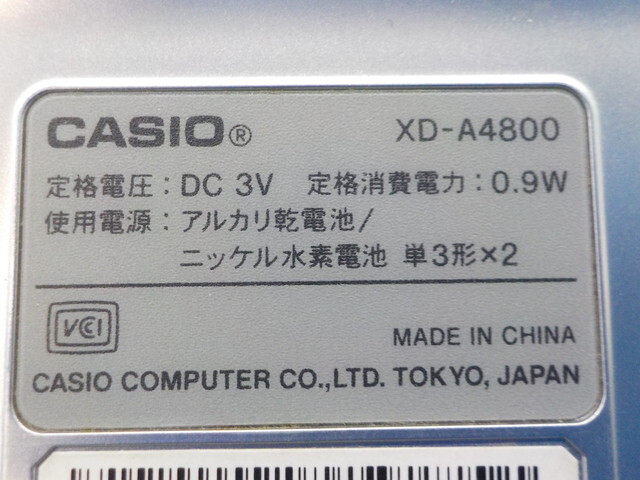 CASIO® XD-A4800
定格電圧：DC 3V 定格消費電力：0.9W
使用電源：アルカリ乾電池/
ニッケル水素電池 単3形×2
VCI
MADE IN CHINA
CASIO COMPUTER CO.,LTD. TOKYO, JAPAN